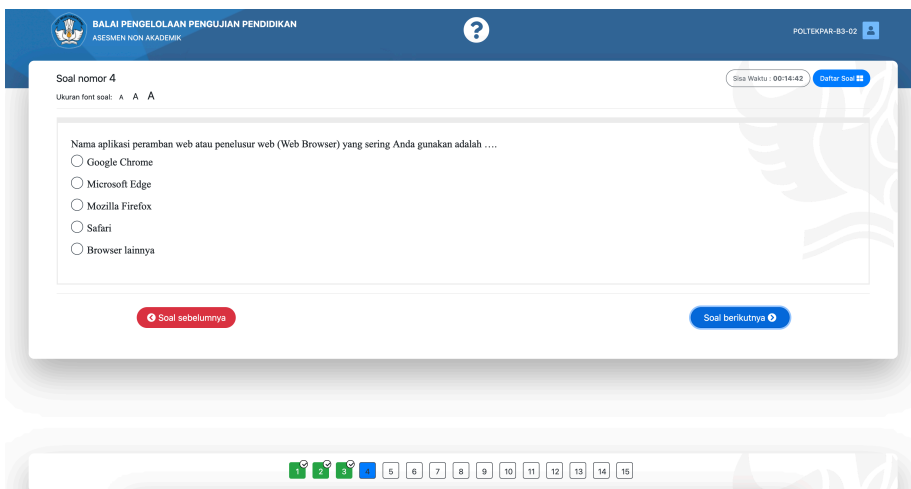 BALAI PENGELOLAAN PENGUJIAN PENDIDIKAN
ASESMEN NON AKADEMIK
?
POLTEKPAR-B3-02
Soal nomor 4
Sisa Waktu : 00:14:42
Daftar Soal
Ukuran font soal: A A A
Nama aplikasi peramban web atau penelusur web (Web Browser) yang sering Anda gunakan adalah ….
Google Chrome
Microsoft Edge
Mozilla Firefox
Safari
Browser lainnya
Soal sebelumnya
Soal berikutnya
1 2 3 4 5 6 7 8 9 10 11 12 13 14 15